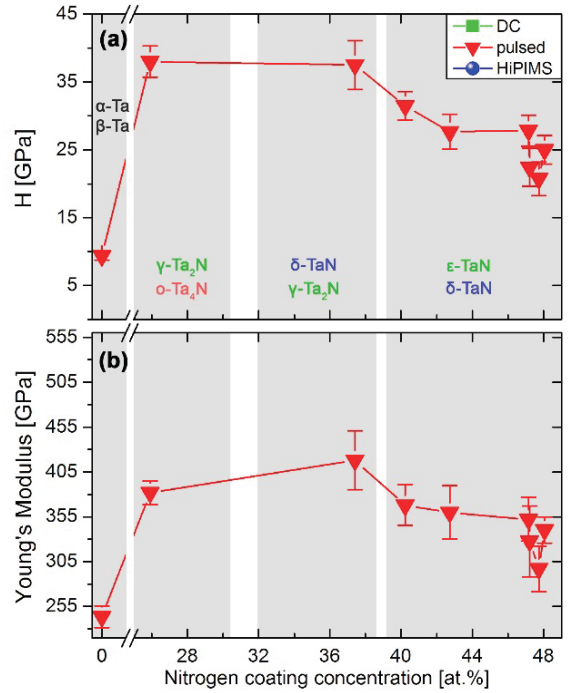 (a)
DC
pulsed
HiPIMS
45
35
25
15
5
H [GPa]
α-Ta
β-Ta
γ-Ta₂N
o-Ta₄N
δ-TaN
γ-Ta₂N
ε-TaN
δ-TaN
(b)
555
505
455
405
355
305
255
Young's Modulus [GPa]
0 28 32 36 40 44 48
Nitrogen coating concentration [at.%]